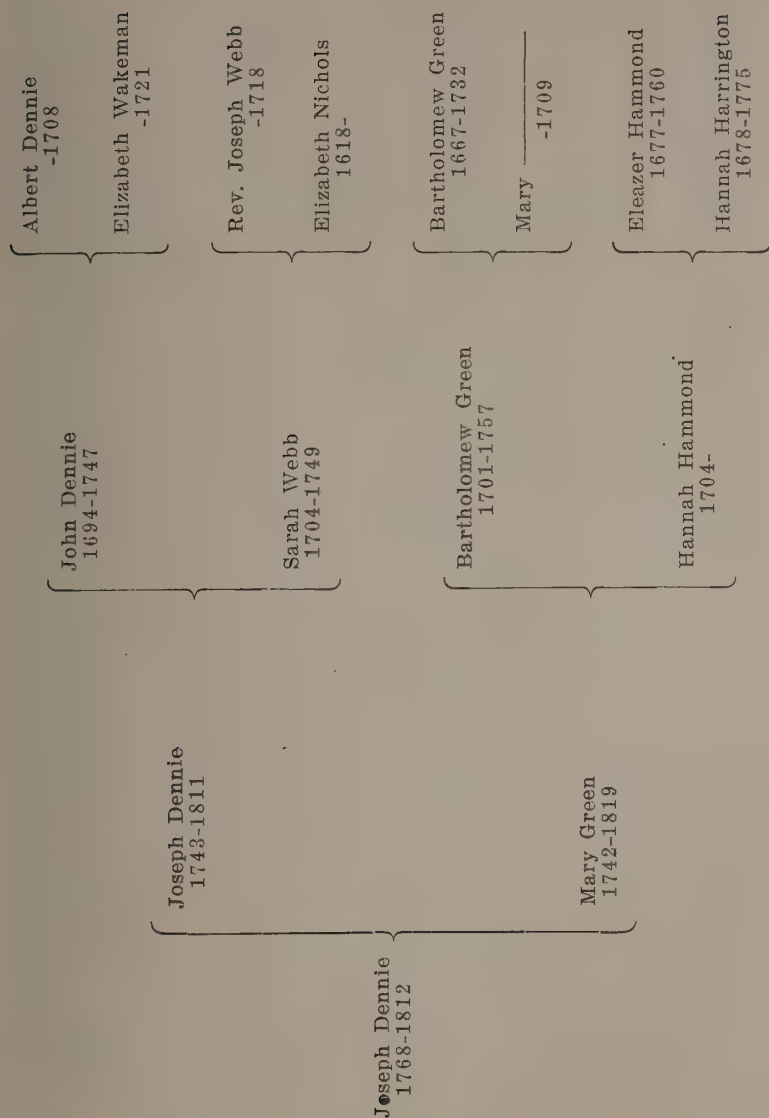 Joseph Dennie
1768-1812
Joseph Dennie
1743-1811
Mary Green
1742-1819
John Dennie
1694-1747
Sarah Webb
1704-1749
Bartholomew Green
1701-1757
Hannah Hammond
1704-
Albert Dennie
-1708
Elizabeth Wakeman
-1721
Rev. Joseph Webb
-1718
Elizabeth Nichols
1618-
Bartholomew Green
1667-1732
Mary ———
-1709
Eleazer Hammond
1677-1760
Hannah Harrington
1678-1775